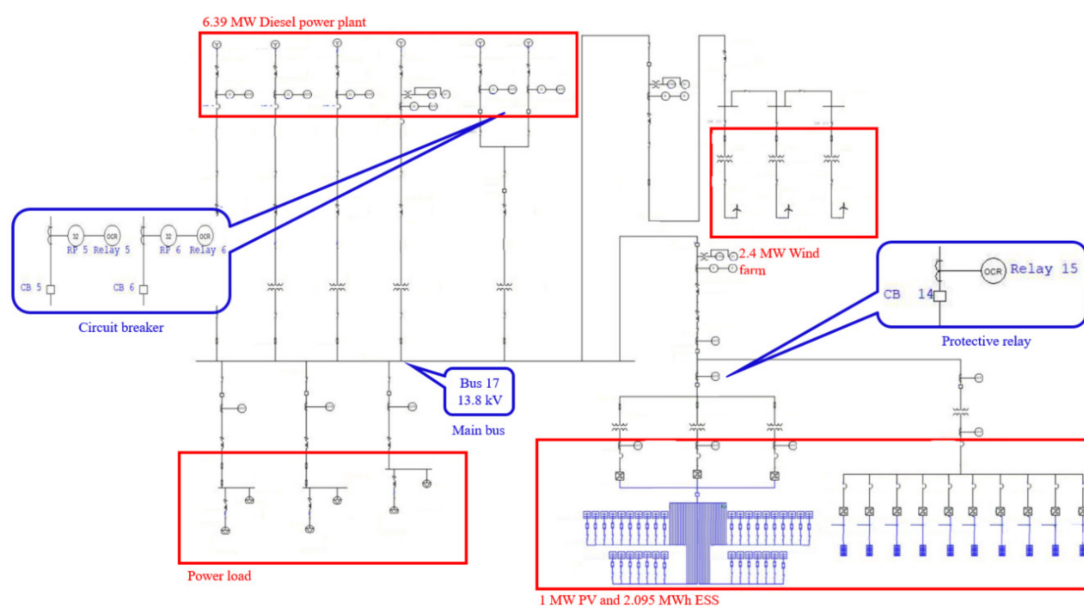 6.39 MW Diesel power plant
32
OCR
32
OCR
RP 5
Relay 5
RP 6
Relay 6
CB 5
CB 6
Circuit breaker
2.4 MW Wind
farm
OCR
Relay 15
CB 14
Protective relay
Bus 17
13.8 kV
Main bus
Power load
1 MW PV and 2.095 MWh ESS